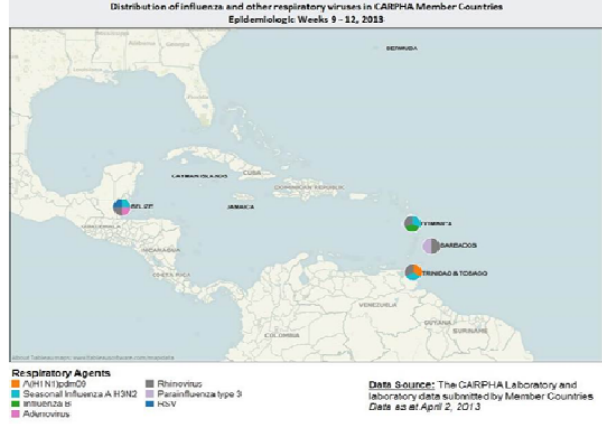 Distribution of influenza and other respiratory viruses in CARPHA Member Countries
Epidemiologic Weeks 9 - 12, 2013
BERMUDA
CAYMAN ISLANDS
CUBA
DOMINICAN REPUBLIC
JAMAICA
BELIZE
GUATEMALA
NICARAGUA
COSTA RICA
DOMINICA
BARBADOS
TRINIDAD & TOBAGO
VENEZUELA
GUYANA
SURINAME
COLOMBIA
Respiratory Agents
A(H1N1)pdm09
Seasonal Influenza A H3N2
Influenza B
Adenovirus
Rhinovirus
Parainfluenza type 3
RSV
Data Source: The CARPHA Laboratory and
laboratory data submitted by Member Countries
Data as at April 2, 2013